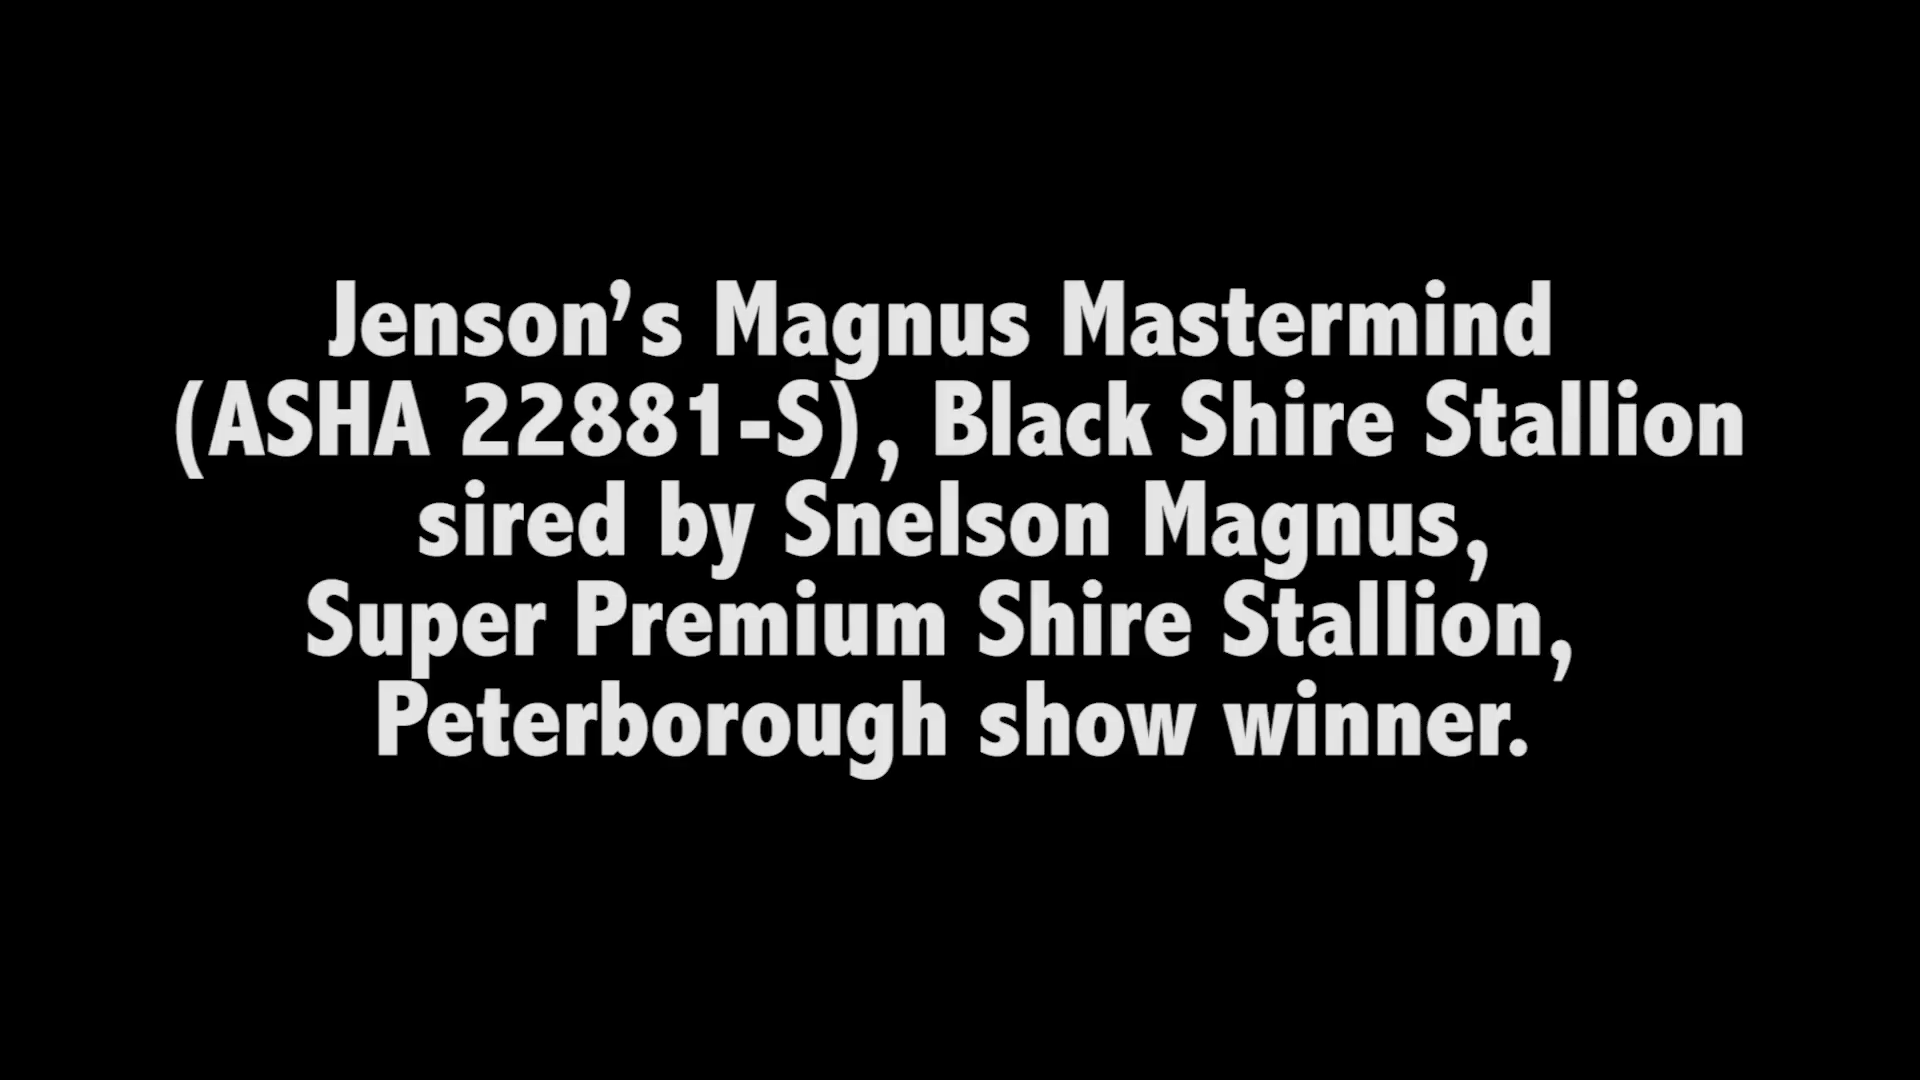 Jenson’s Magnus Mastermind
(ASHA 22881-S), Black Shire Stallion
sired by Snelson Magnus,
Super Premium Shire Stallion,
Peterborough show winner.